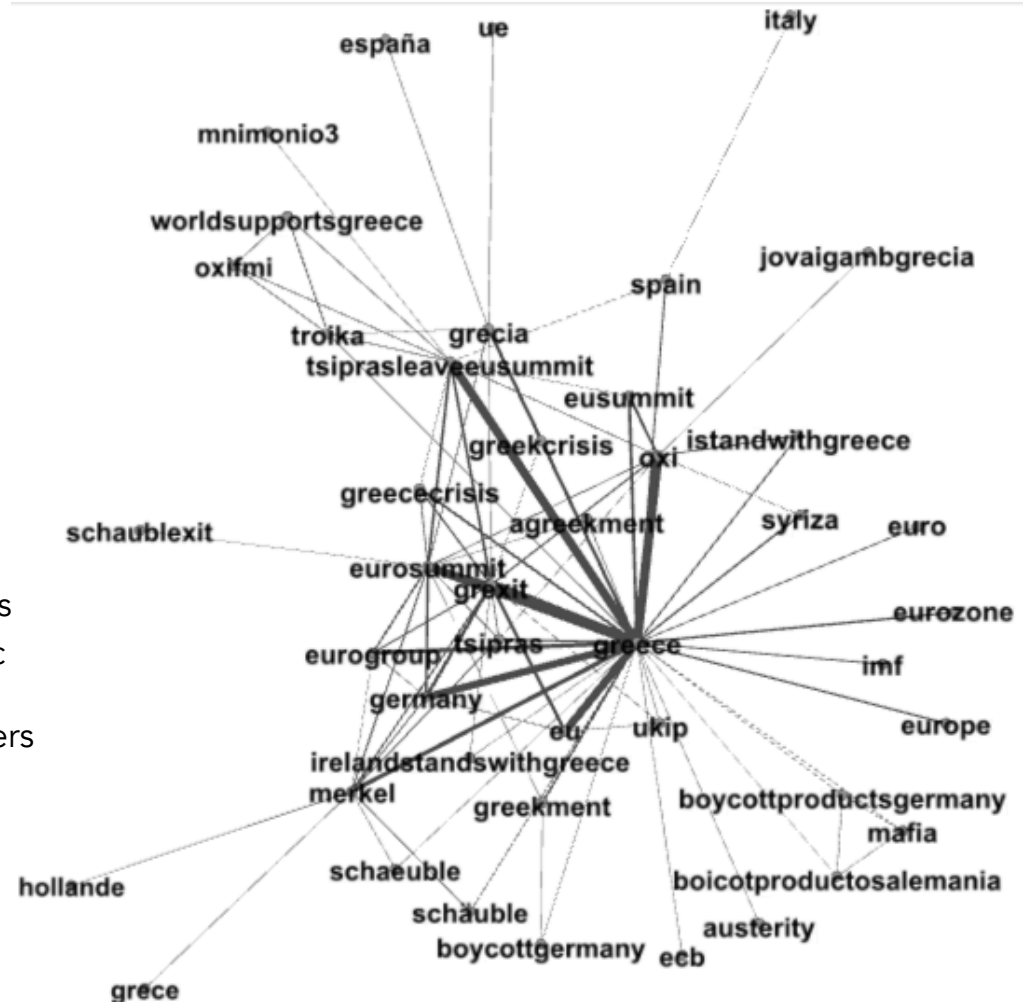 ue
italy
españa
mnimonio3
worldsupportsgreece
oxifmi
jovaigambgrecia
spain
troika
grecia
tsiprasleaveeusummit
eusummit
greekcrisis
istandwithgreece
oxi
greececrisis
agreekment
syriza
euro
schaublexit
eurosummit
grexit
s
eurozone
c
eurogroup
tsipras
greece
imf
germany
eu
ukip
europe
ers
irelandstandswithgreece
merkel
greekment
boycottproductsgermany
mafia
schaeuble
boicotproductosalemania
hollande
schauble
austerity
boycottgermany
ecb
grece